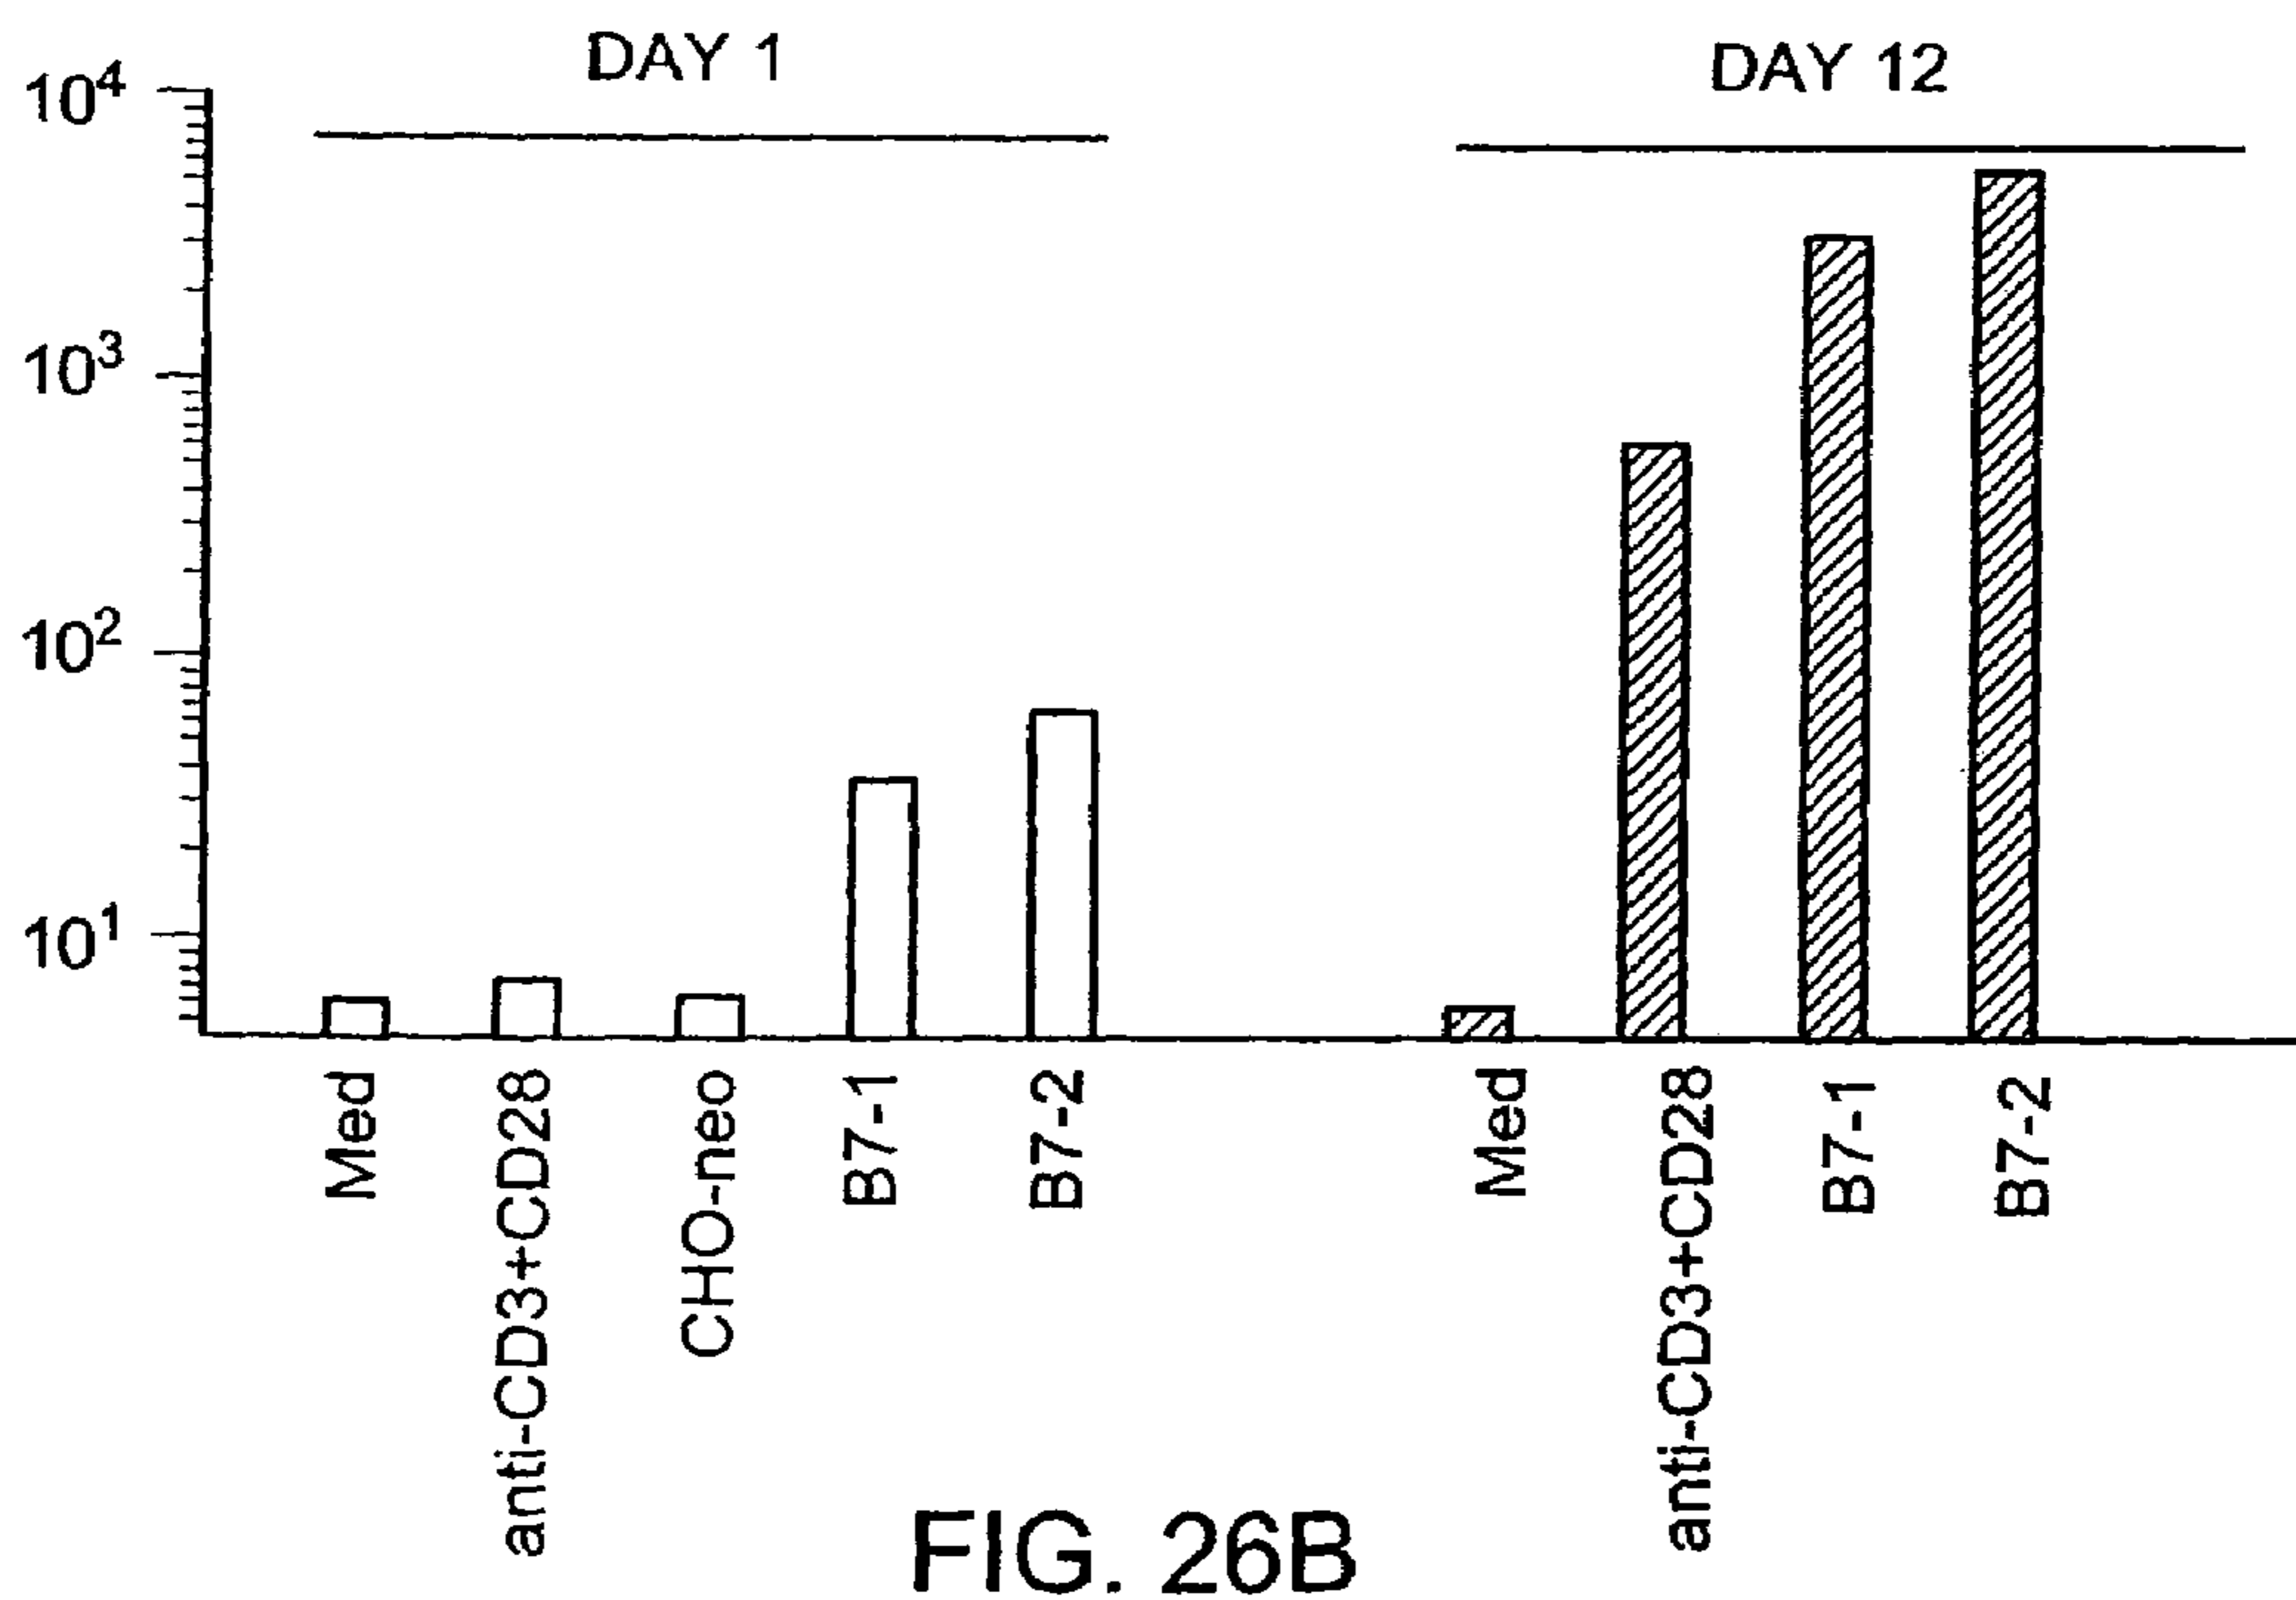 DAY 1
DAY 12
10⁴
10³
10²
10¹
Med
anti-CD3+CD28
CHO-neo
B7-1
B7-2
Med
anti-CD3+CD28
B7-1
B7-2
FIG. 26B